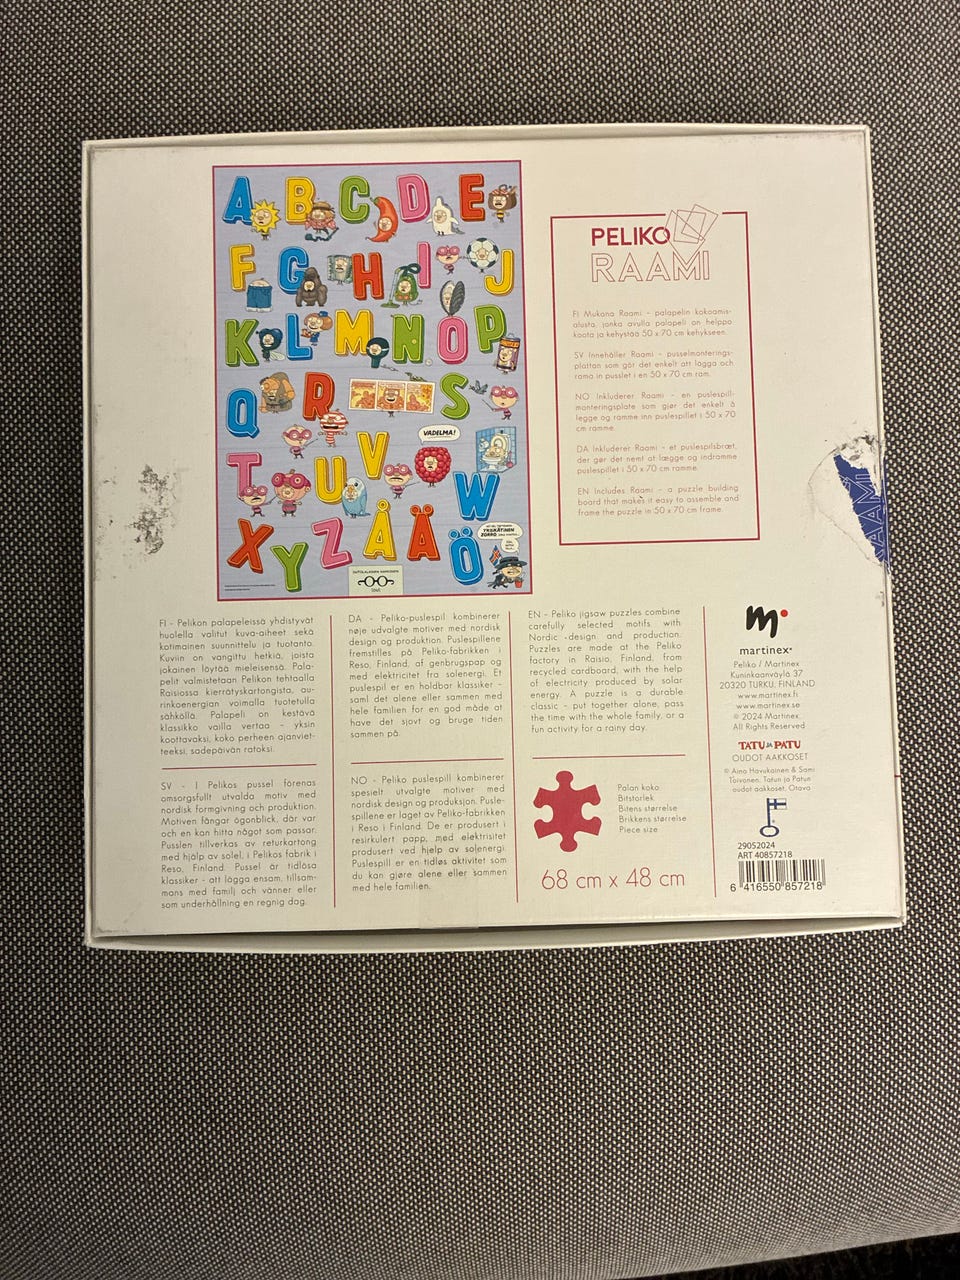 A B C D E
F G H I J
K L M N O P
Q R S
VADELMA!
T U V W
X Y Z Å Ä Ö
YKSKÄTINEN
ZORRO
PELIKO
RAAMI
FI Mukana Raami – palapelin kokoamis-
alusta, jonka avulla palapeli on helppo
koota ja kehystää 50 x 70 cm kehykseen.
SV Innehåller Raami – pusselmonterings-
plattan som gör det enkelt att lägga och
rama in pusslet i en 50 x 70 cm ram.
NO Inkluderer Raami – en puslespill-
monteringsplate som gjør det enkelt å
legge og ramme inn puslespillet i 50 x 70
cm ramme.
DA Inkluderer Raami – et puslespilsbræt,
der gør det nemt at lægge og indramme
puslespillet i 50 x 70 cm ramme.
EN Includes Raami – a puzzle building
board that makes it easy to assemble and
frame the puzzle in 50 x 70 cm frame.
RAAMI
FI - Pelikon palapeleissä yhdistyvät
huolella valitut kuva-aiheet sekä
kotimainen suunnittelu ja tuotanto.
Kuviin on vangittu hetkiä, joista
jokainen löytää mieleisensä. Pala-
pelit valmistetaan Pelikon tehtaalla
Raisiossa kierrätyskartongista, au-
rinkoenergian voimalla tuotetulla
sähköllä. Palapeli on kestävä
klassikko vailla vertaa - yksin
koottavaksi, koko perheen ajanviet-
teeksi, sadepäivän ratoksi.
SV - I Pelikos pussel förenas
omsorgsfullt utvalda motiv med
nordisk formgivning och produktion.
Motiven fångar ögonblick, där var
och en kan hitta något som passar.
Pusslen tillverkas av returkartong
med hjälp av solel, i Pelikos fabrik i
Reso, Finland. Pussel är tidlösa
klassiker - att lägga ensam, tillsam-
mans med familj och vänner eller
som underhållning en regnig dag.
DA - Peliko-puslespil kombinerer
nøje udvalgte motiver med nordisk
design og produktion. Puslespillene
fremstilles på Peliko-fabrikken i
Reso, Finland, af genbrugspap og
med elektricitet fra solenergi. Et
puslespil er en holdbar klassiker -
saml det alene eller sammen med
hele familien for en god måde at
have det sjovt og bruge tiden
sammen på.
NO - Peliko puslespill kombinerer
spesielt utvalgte motiver med
nordisk design og produksjon. Pusle-
spillene er laget av Peliko-fabrikken
i Reso i Finland. De er produsert i
resirkulert papp, med elektrisitet
produsert ved hjelp av solenergi.
Puslespill er en tidløs aktivitet som
du kan gjøre alene eller sammen
med hele familien.
EN - Peliko jigsaw puzzles combine
carefully selected motifs with
Nordic design and production.
Puzzles are made at the Peliko
factory in Raisio, Finland, from
recycled cardboard, with the help
of electricity produced by solar
energy. A puzzle is a durable
classic - put together alone, pass
the time with the whole family, or a
fun activity for a rainy day.
Palan koko
Bitstorlek
Bitens størrelse
Brikkens størrelse
Piece size
68 cm x 48 cm
m
martinex®
Peliko / Martinex
Kuninkaanväylä 37
20320 TURKU, FINLAND
www.martinex.fi
www.martinex.se
© 2024 Martinex,
All Rights Reserved
TATU JA PATU
OUDOT AAKKOSET
© Aino Havukainen & Sami
Toivonen, Tatun ja Patun
oudot aakkoset, Otava
29052024
ART 40857218
6 416550 857218